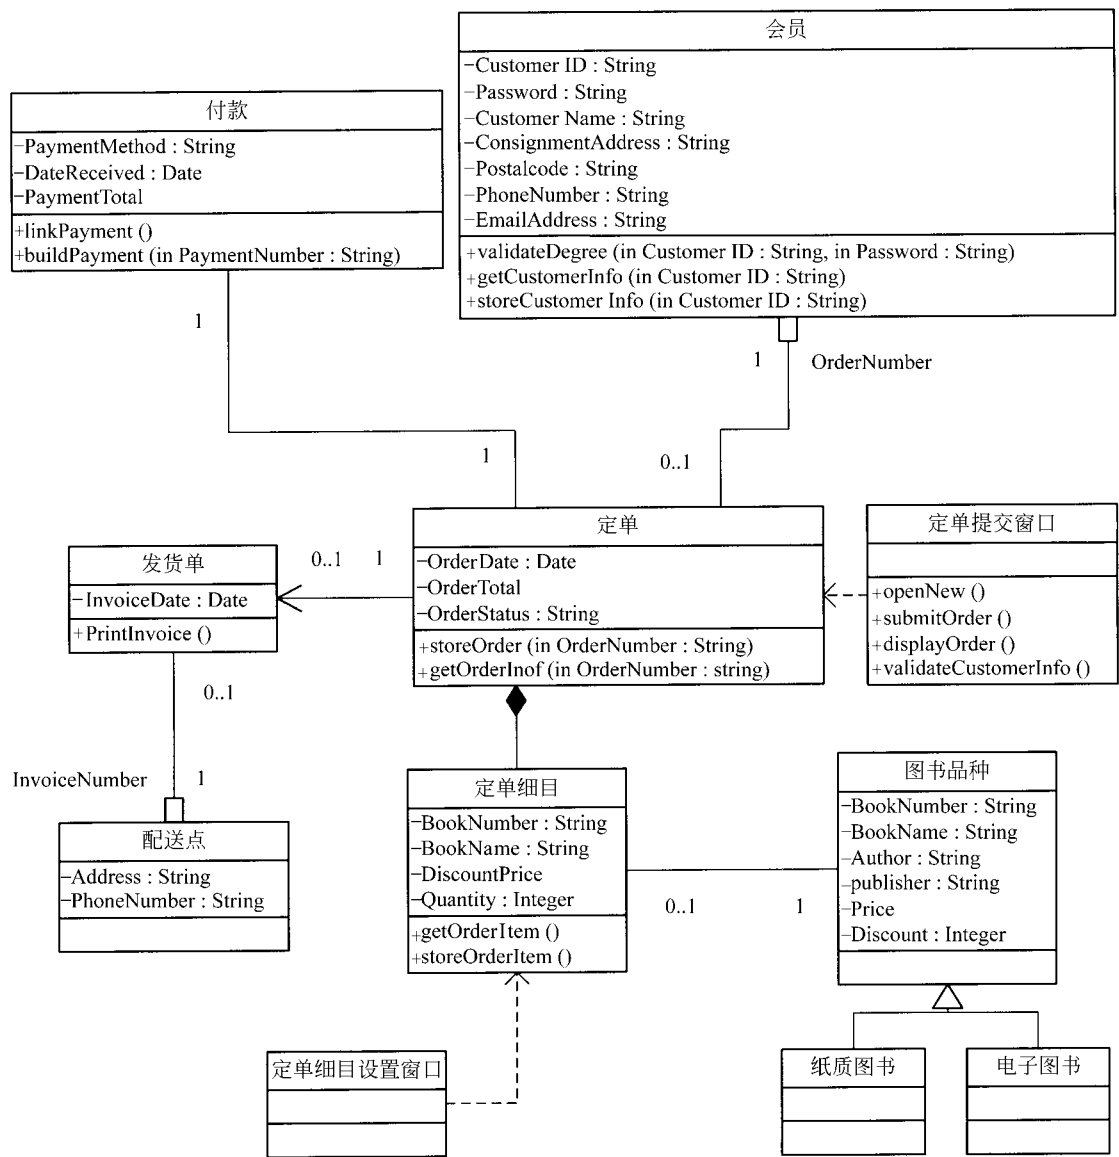 会员
−Customer ID : String
−Password : String
−Customer Name : String
−ConsignmentAddress : String
−Postalcode : String
−PhoneNumber : String
−EmailAddress : String
+validateDegree (in Customer ID : String, in Password : String)
+getCustomerInfo (in Customer ID : String)
+storeCustomer Info (in Customer ID : String)
付款
−PaymentMethod : String
−DateReceived : Date
−PaymentTotal
+linkPayment ()
+buildPayment (in PaymentNumber : String)
1
1
OrderNumber
1
0..1
定单
−OrderDate : Date
−OrderTotal
−OrderStatus : String
+storeOrder (in OrderNumber : String)
+getOrderInof (in OrderNumber : string)
定单提交窗口
+openNew ()
+submitOrder ()
+displayOrder ()
+validateCustomerInfo ()
发货单
−InvoiceDate : Date
+PrintInvoice ()
0..1
1
0..1
InvoiceNumber
1
配送点
−Address : String
−PhoneNumber : String
定单细目
−BookNumber : String
−BookName : String
−DiscountPrice
−Quantity : Integer
+getOrderItem ()
+storeOrderItem ()
0..1
1
图书品种
−BookNumber : String
−BookName : String
−Author : String
−publisher : String
−Price
−Discount : Integer
定单细目设置窗口
纸质图书
电子图书